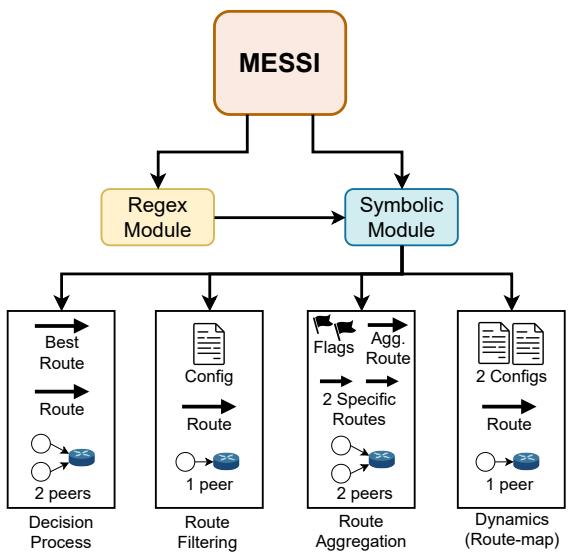 MESSI
Regex
Module
Symbolic
Module
Best
Route
Route
2 peers
Decision
Process
Config
Route
1 peer
Route
Filtering
Flags
Agg.
Route
2 Specific
Routes
2 peers
Route
Aggregation
2 Configs
Route
1 peer
Dynamics
(Route-map)